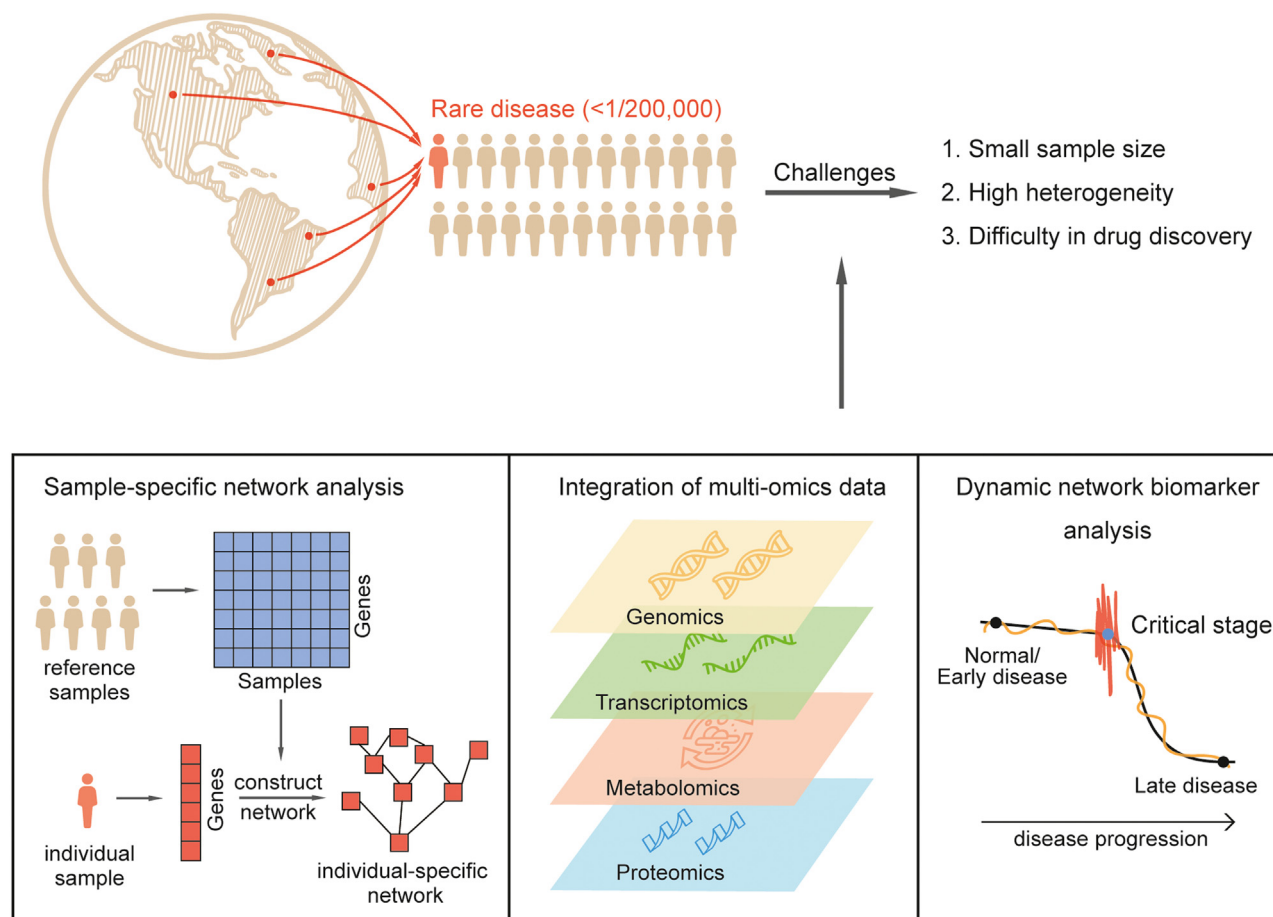 Rare disease (<1/200,000)
Challenges
1. Small sample size
2. High heterogeneity
3. Difficulty in drug discovery
Sample-specific network analysis
reference
samples
Genes
Samples
individual
sample
Genes
construct
network
individual-specific
network
Integration of multi-omics data
Genomics
Transcriptomics
Metabolomics
Proteomics
Dynamic network biomarker
analysis
Critical stage
Normal/
Early disease
Late disease
disease progression